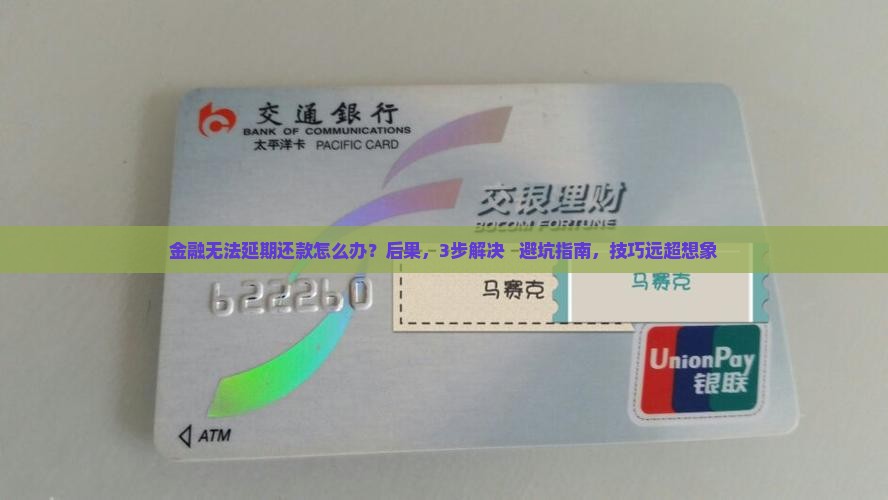 交通銀行
BANK OF COMMUNICATIONS
太平洋卡 PACIFIC CARD
交银理财
BOCOM FORTUNE
金融无法延期还款怎么办?后果,3步解决 避坑指南,技巧远超想象
622260
马赛克
马赛克
UnionPay
银联
ATM